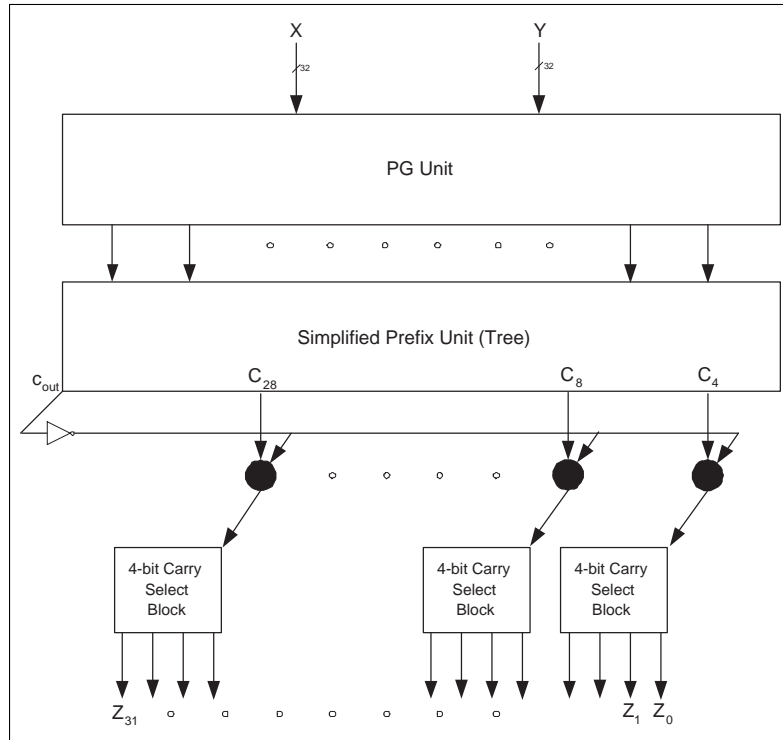 X Y
32 32
PG Unit
Simplified Prefix Unit (Tree)
c_out C_28 C_8 C_4
4-bit Carry Select Block
4-bit Carry Select Block
4-bit Carry Select Block
Z_31 Z_1 Z_0